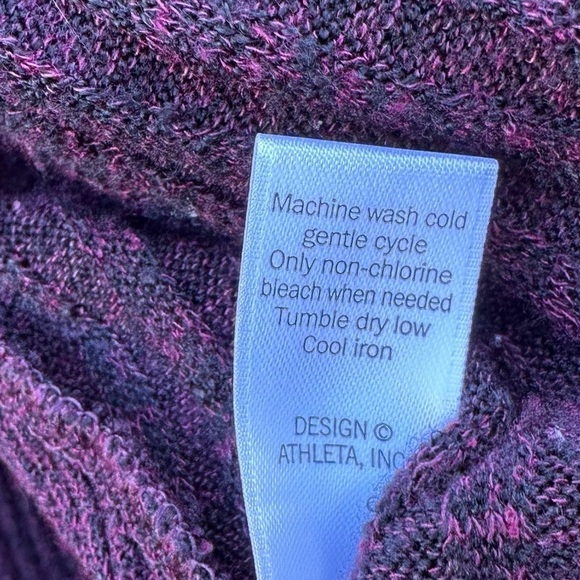 Machine wash cold
gentle cycle
Only non-chlorine
bleach when needed
Tumble dry low
Cool iron
DESIGN ©
ATHLETA, INC